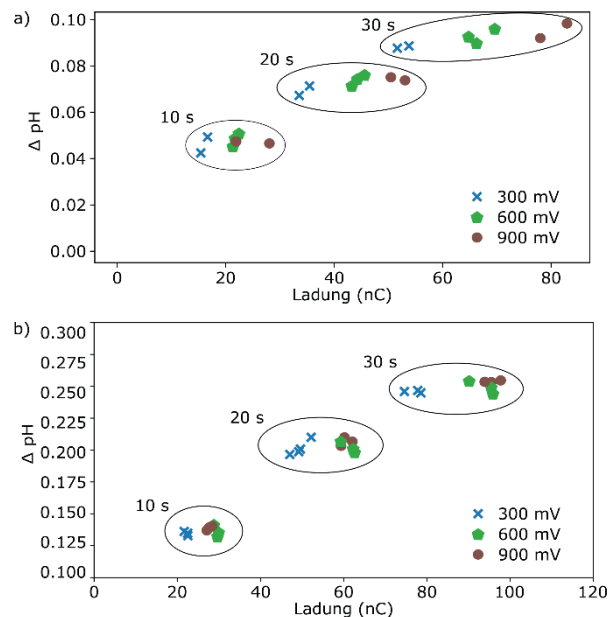 a)
0.10
0.08
0.06
0.04
0.02
0.00
Δ pH
10 s
20 s
30 s
300 mV
600 mV
900 mV
0
20
40
60
80
Ladung (nC)
b)
0.300
0.275
0.250
0.225
0.200
0.175
0.150
0.125
0.100
Δ pH
10 s
20 s
30 s
300 mV
600 mV
900 mV
0
20
40
60
80
100
120
Ladung (nC)